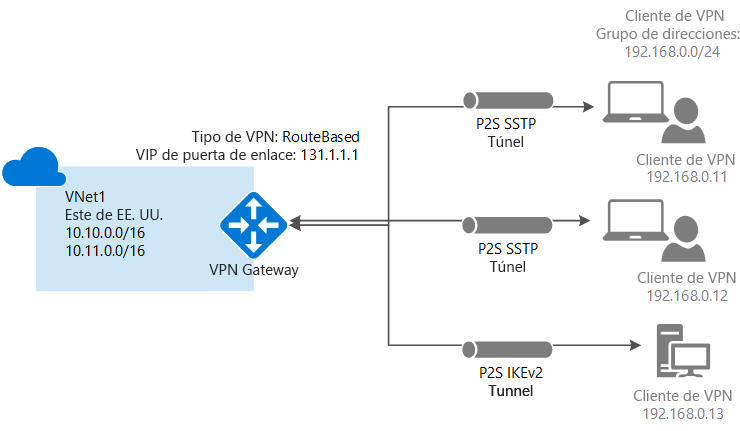 Cliente de VPN
Grupo de direcciones:
192.168.0.0/24
P2S SSTP
Túnel
Tipo de VPN: RouteBased
VIP de puerta de enlace: 131.1.1.1
Cliente de VPN
192.168.0.11
VNet1
Este de EE. UU.
10.10.0.0/16
10.11.0.0/16
VPN Gateway
P2S SSTP
Túnel
Cliente de VPN
192.168.0.12
P2S IKEv2
Tunnel
Cliente de VPN
192.168.0.13